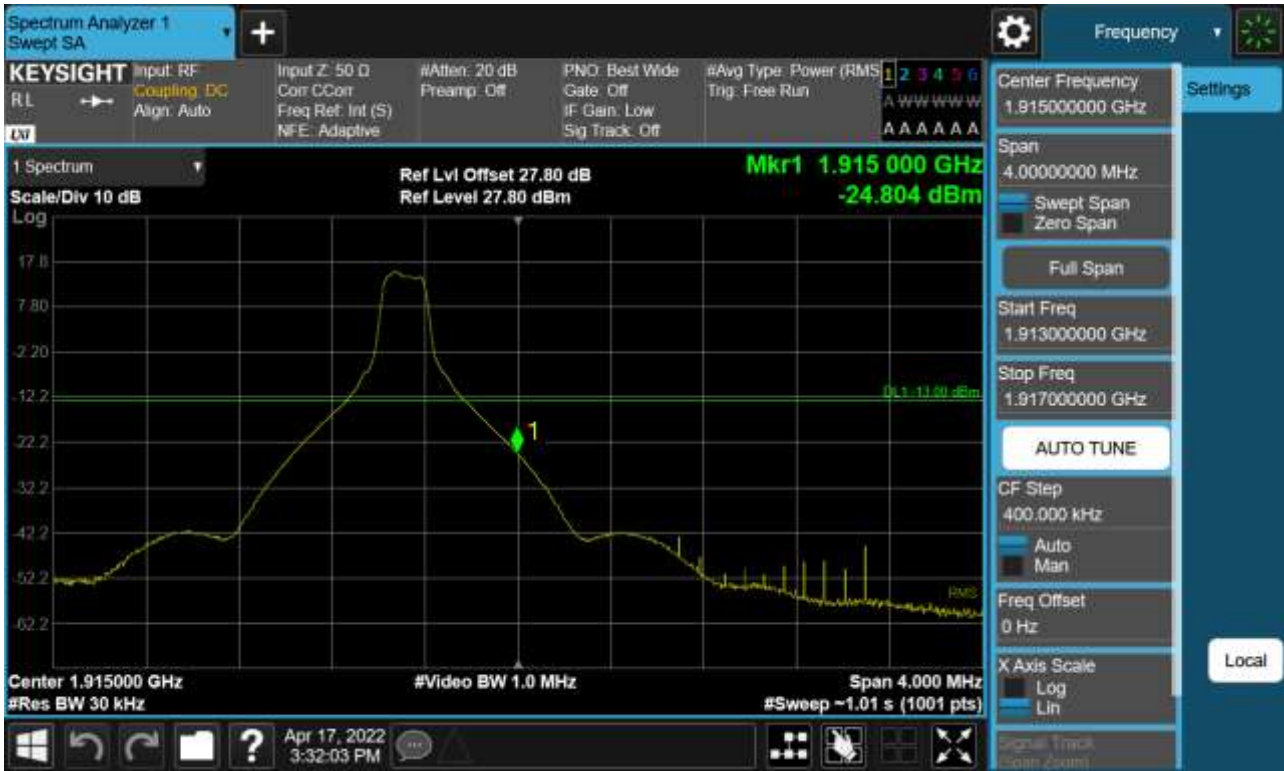 Spectrum Analyzer 1
Swept SA
+
Frequency
KEYSIGHT
RL
LXI
Input: RF
Coupling: DC
Align: Auto
Input Z: 50 Ω
Corr CCorr
Freq Ref: Int (S)
NFE: Adaptive
#Atten: 20 dB
Preamp: Off
PNO: Best Wide
Gate: Off
IF Gain: Low
Sig Track: Off
#Avg Type: Power (RMS
Trig: Free Run
1 2 3 4 5 6
A W W W W W
A A A A A A
1 Spectrum
Scale/Div 10 dB
Log
Ref Lvl Offset 27.80 dB
Ref Level 27.80 dBm
Mkr1 1.915 000 GHz
-24.804 dBm
17.8
7.80
-2.20
-12.2
-22.2
-32.2
-42.2
-52.2
-62.2
DL1 -13.00 dBm
1
RMS
Center 1.915000 GHz
#Res BW 30 kHz
#Video BW 1.0 MHz
Span 4.000 MHz
#Sweep ~1.01 s (1001 pts)
Center Frequency
1.915000000 GHz
Settings
Span
4.00000000 MHz
Swept Span
Zero Span
Full Span
Start Freq
1.913000000 GHz
Stop Freq
1.917000000 GHz
AUTO TUNE
CF Step
400.000 kHz
Auto
Man
Freq Offset
0 Hz
X Axis Scale
Log
Lin
Signal Track
(Span Zoom)
Local
?
Apr 17, 2022
3:32:03 PM